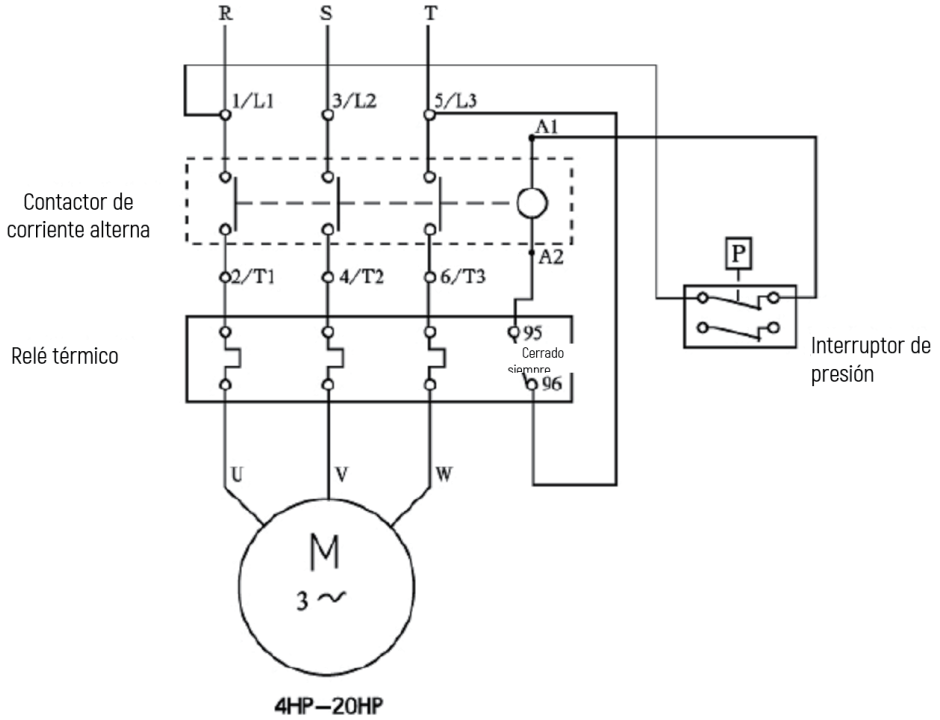 R S T
1/L1 3/L2 5/L3
A1
Contactor de
corriente alterna
P
A2
2/T1 4/T2 6/T3
Relé térmico
95
Cerrado
siempre
96
Interruptor de
presión
U V W
M
3 ~
4HP—20HP